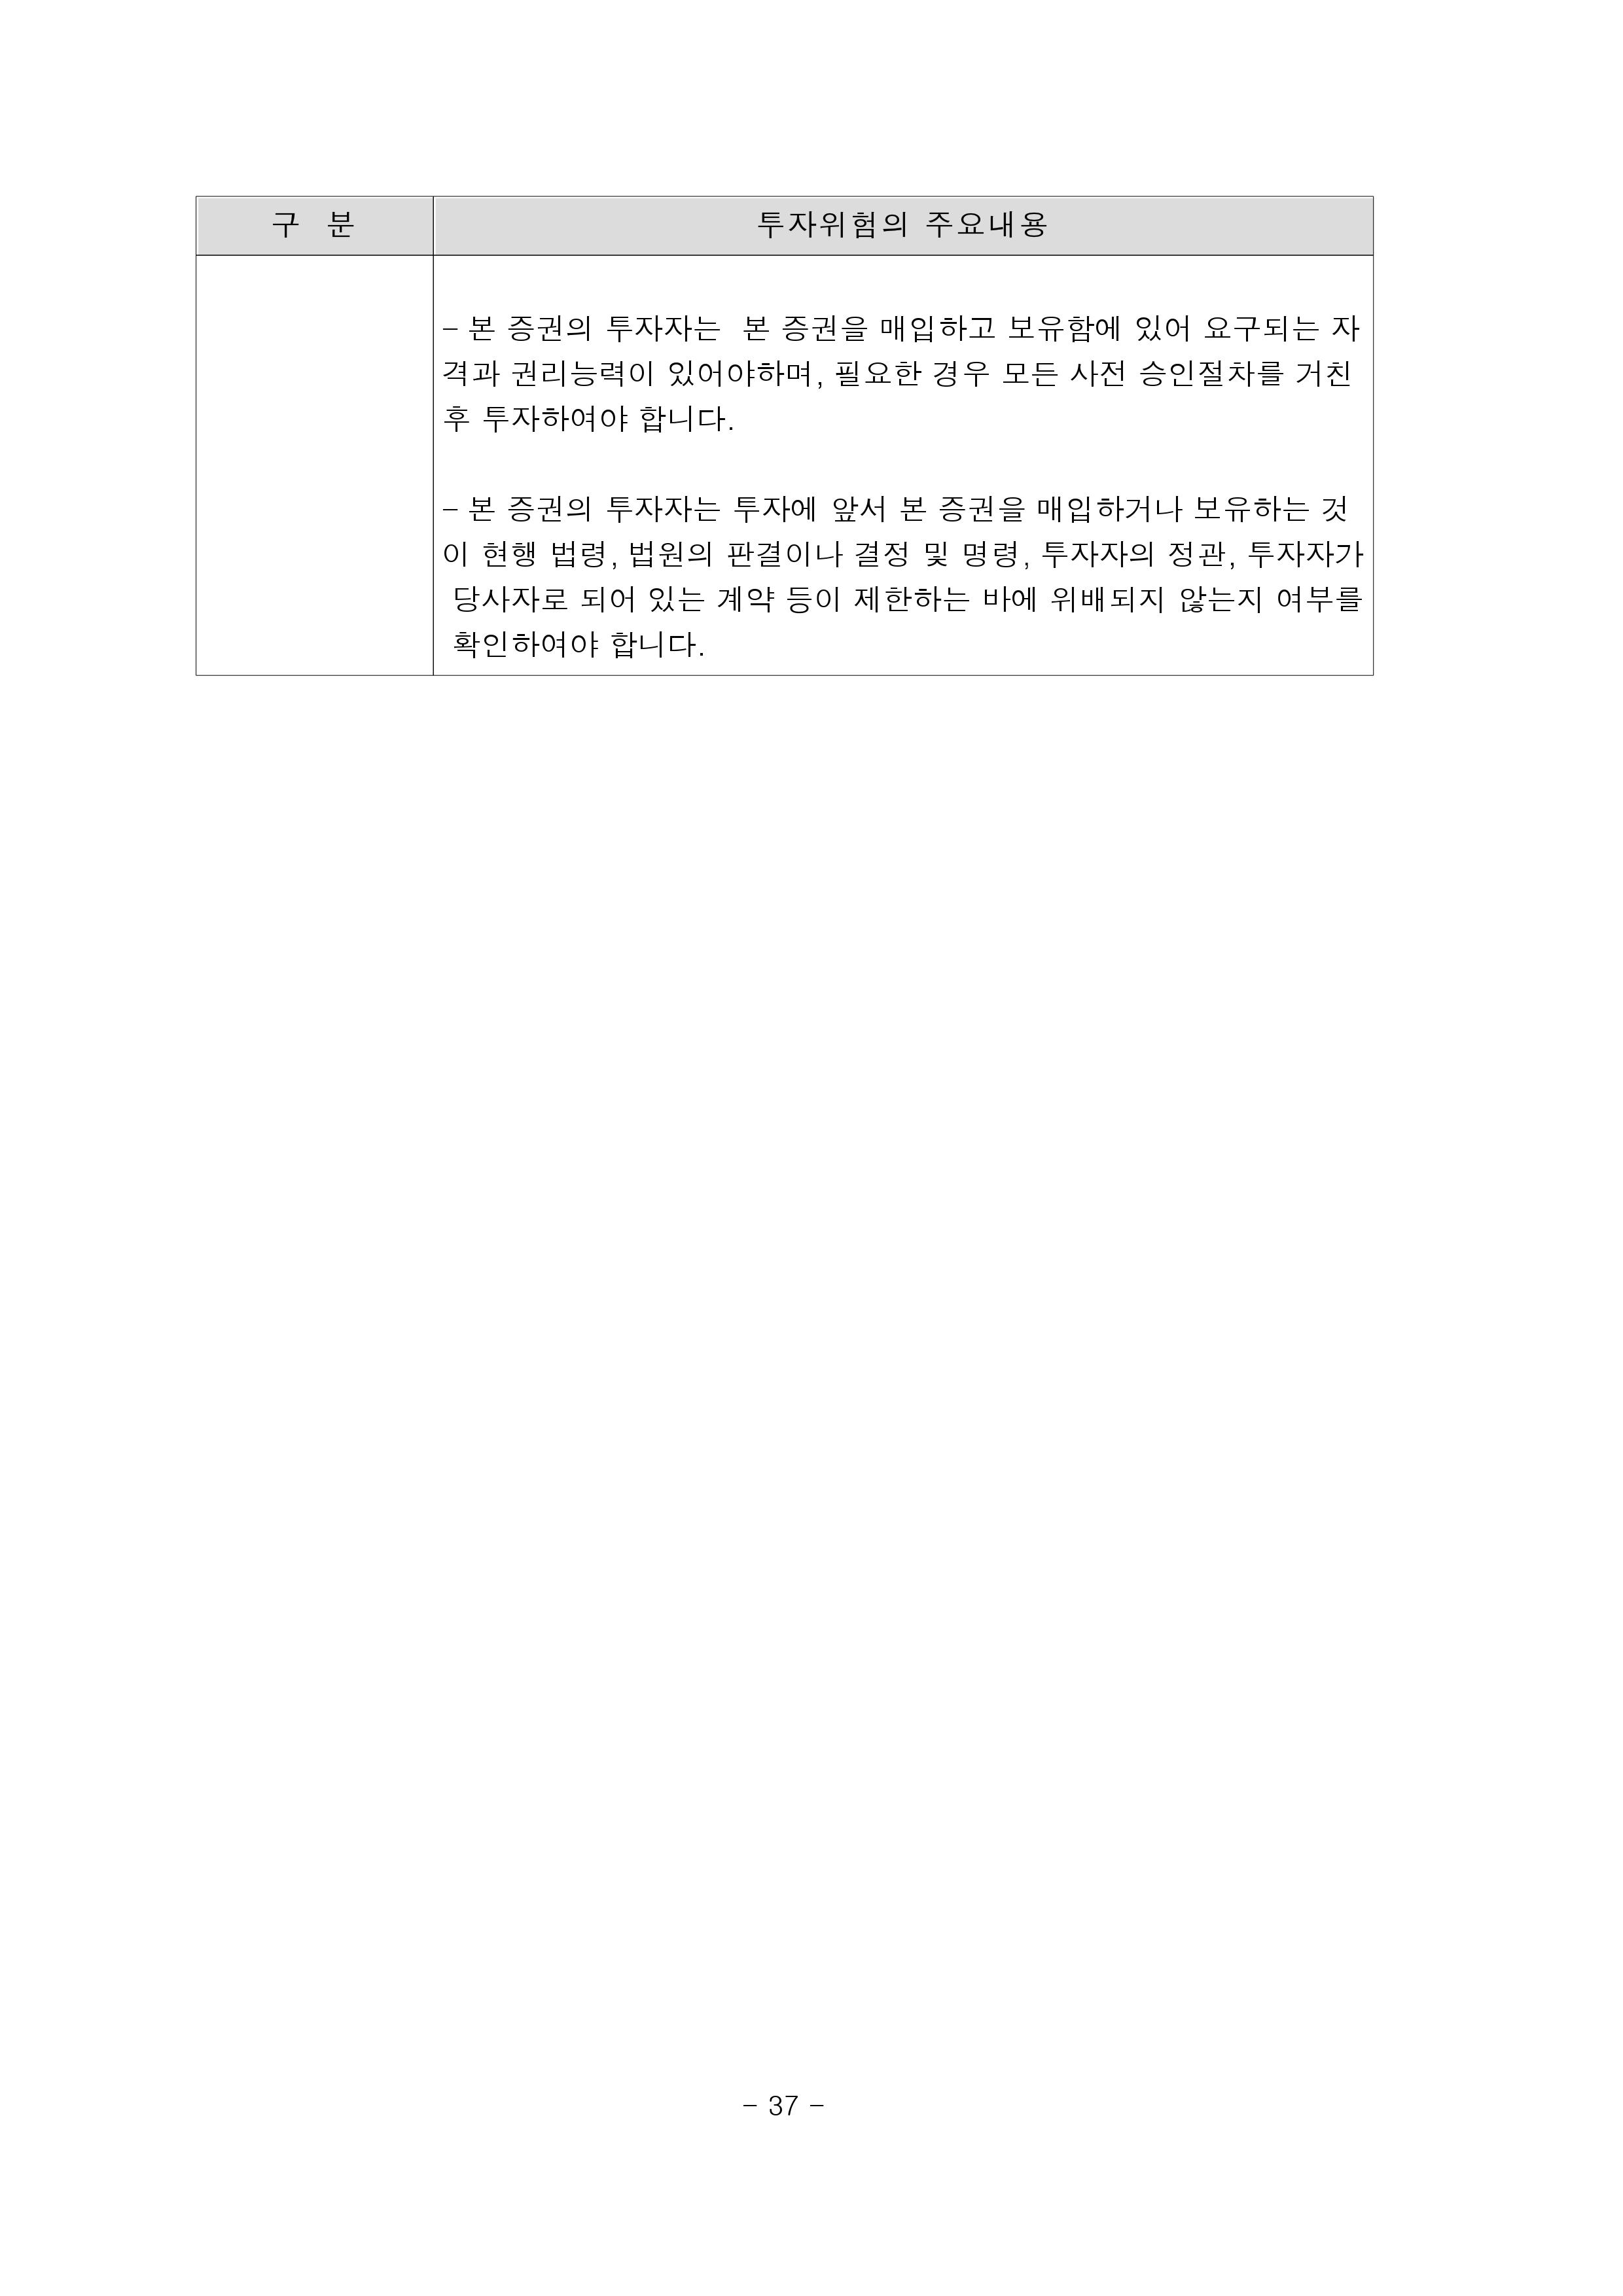 구 분
투자위험의 주요내용
- 본 증권의 투자자는 본 증권을 매입하고 보유함에 있어 요구되는 자
격과 권리능력이 있어야하며, 필요한 경우 모든 사전 승인절차를 거친
후 투자하여야 합니다.
- 본 증권의 투자자는 투자에 앞서 본 증권을 매입하거나 보유하는 것
이 현행 법령, 법원의 판결이나 결정 및 명령, 투자자의 정관, 투자자가
당사자로 되어 있는 계약 등이 제한하는 바에 위배되지 않는지 여부를
확인하여야 합니다.
- 37 -